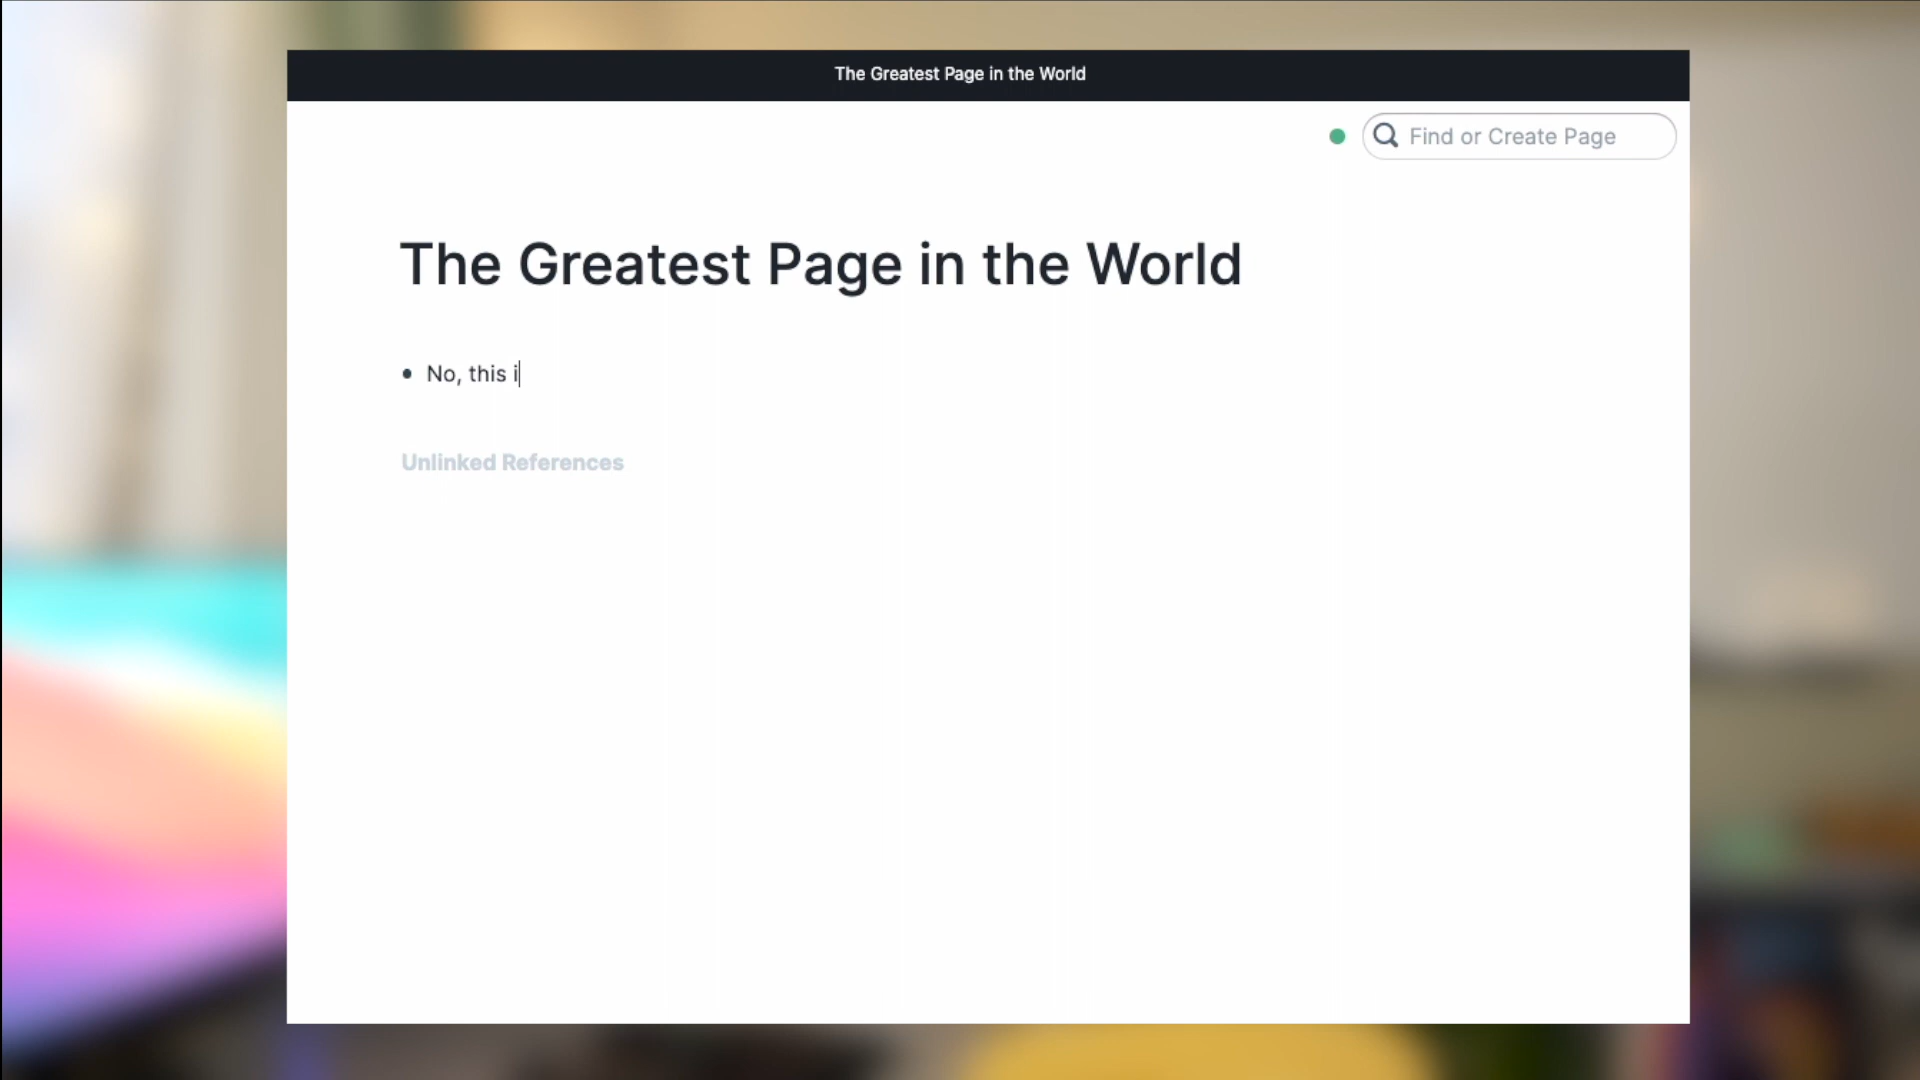 The Greatest Page in the World
Find or Create Page
The Greatest Page in the World
No, this i
Unlinked References